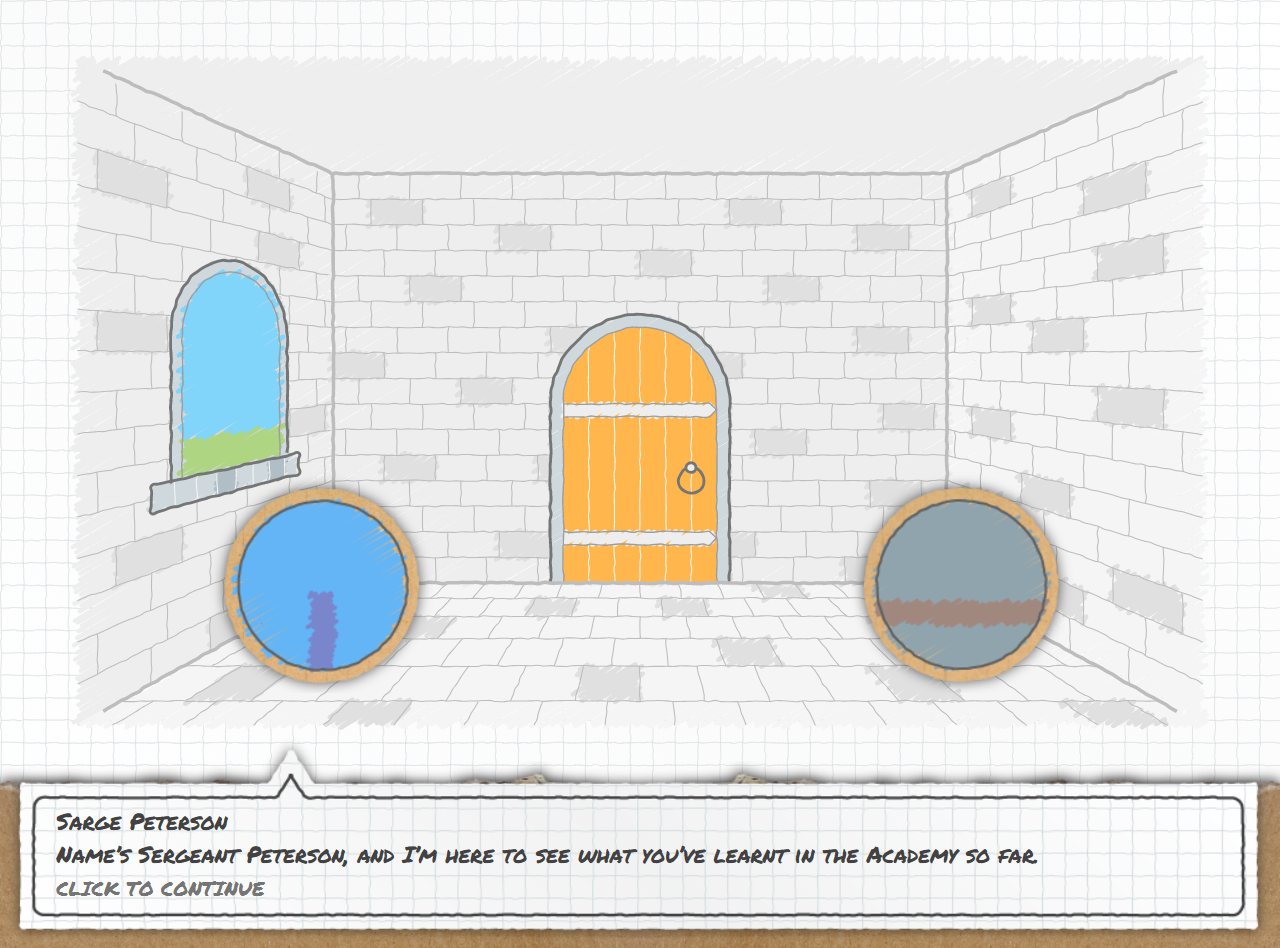 Sarge Peterson
Name's Sergeant Peterson, and I'm here to see what you've learnt in the Academy so far.
click to continue